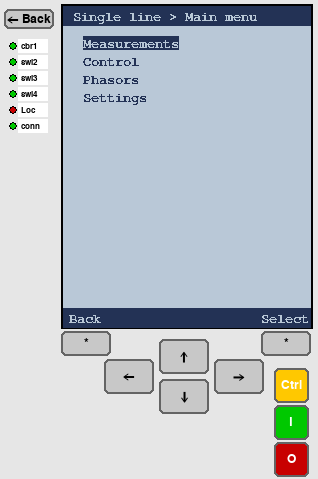 ← Back
Single line > Main menu
cbr1
swi2
swi3
swi4
Loc
conn
Measurements
Control
Phasors
Settings
Back Select
* *
↑
← →
↓
Ctrl
I
O